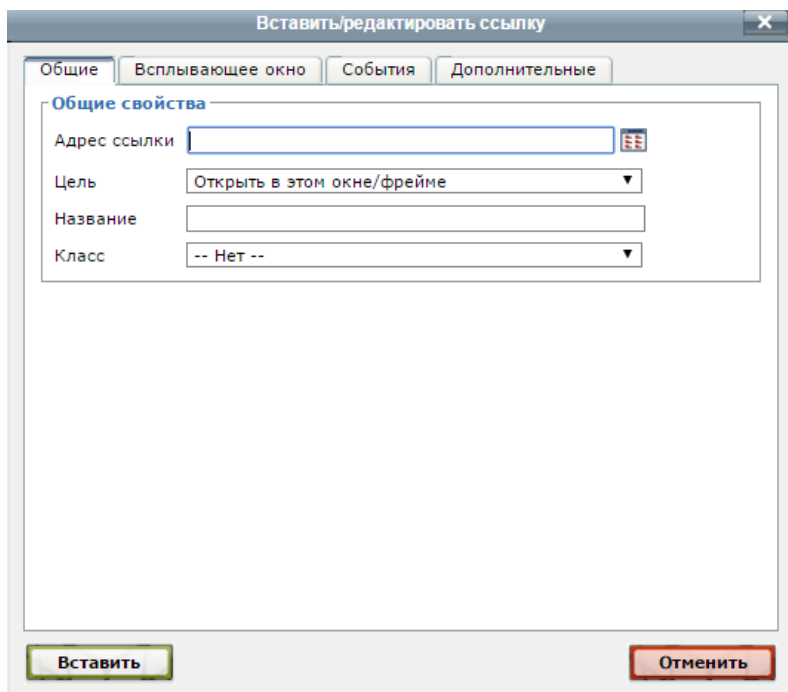 Вставить/редактировать ссылку
Общие Всплывающее окно События Дополнительные
Общие свойства
Адрес ссылки
Цель Открыть в этом окне/фрейме
Название
Класс -- Нет --
Вставить Отменить